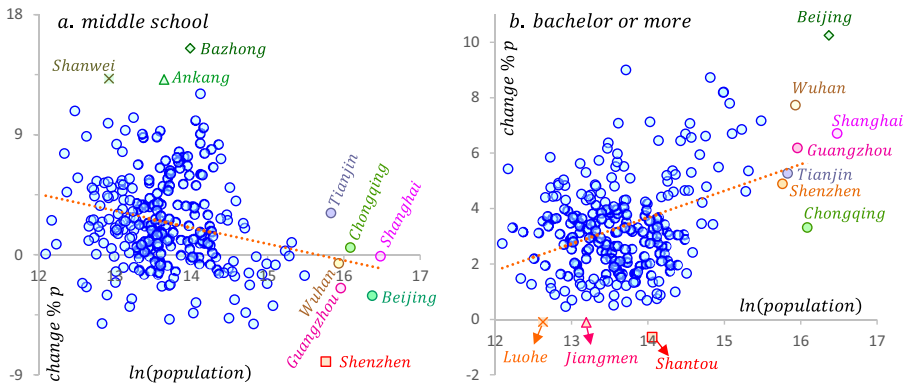 a. middle school
18
9
0
-9
12
13
14
15
16
17
change % p
ln(population)
Shanwei
Bazhong
Ankang
Tianjin
Chongqing
Shanghai
Wuhan
Guangzhou
Beijing
Shenzhen
b. bachelor or more
10
8
6
4
2
0
-2
12
13
14
15
16
17
change % p
ln(population)
Beijing
Wuhan
Shanghai
Guangzhou
Tianjin
Shenzhen
Chongqing
Luohe
Jiangmen
Shantou